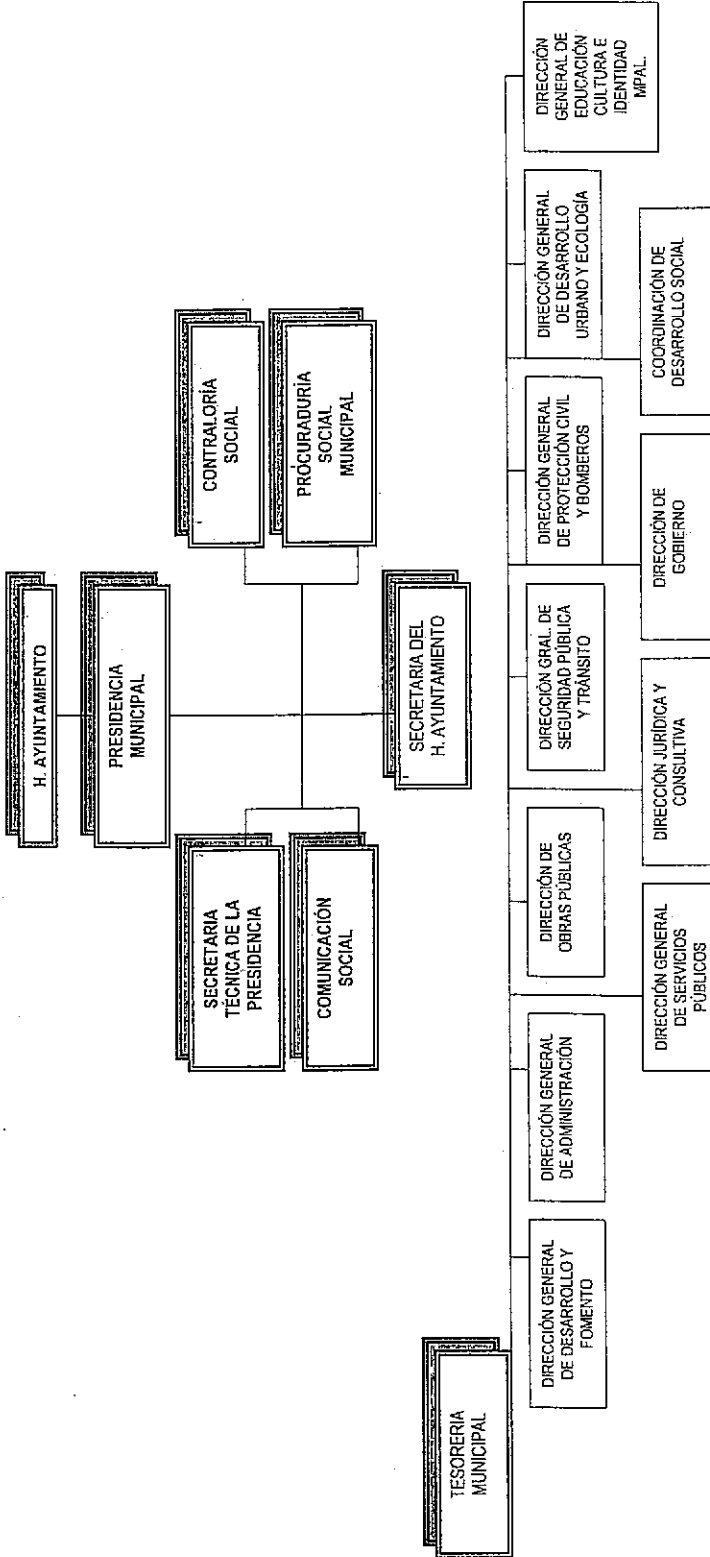 H. AYUNTAMIENTO
PRESIDENCIA
MUNICIPAL
SECRETARIA
TÉCNICA DE LA
PRESIDENCIA
CONTRALORÍA
SOCIAL
COMUNICACIÓN
SOCIAL
PROCURADURÍA
SOCIAL
MUNICIPAL
SECRETARIA DEL
H. AYUNTAMIENTO
TESORERIA
MUNICIPAL
DIRECCIÓN GENERAL
DE DESARROLLO Y
FOMENTO
DIRECCIÓN GENERAL
DE ADMINISTRACIÓN
DIRECCIÓN DE
OBRAS PÚBLICAS
DIRECCIÓN GRAL. DE
SEGURIDAD PÚBLICA
Y TRÁNSITO
DIRECCIÓN GENERAL
DE PROTECCIÓN CIVIL
Y BOMBEROS
DIRECCIÓN GENERAL
DE DESARROLLO
URBANO Y ECOLOGÍA
DIRECCIÓN
GENERAL DE
EDUCACIÓN
CULTURA E
IDENTIDAD
MPAL.
DIRECCIÓN GENERAL
DE SERVICIOS
PÚBLICOS
DIRECCIÓN JURÍDICA Y
CONSULTIVA
DIRECCIÓN DE
GOBIERNO
COORDINACIÓN DE
DESARROLLO SOCIAL